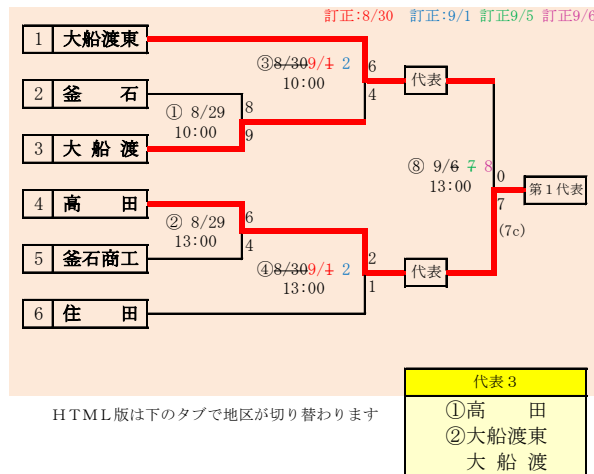 訂正:8/30 訂正:9/1 訂正9/5 訂正9/6
1 大船渡東
③8/30 9/1 2 6
10:00 4
代表
2 釜 石
① 8/29 8
10:00 9
3 大 船 渡
⑧ 9/6 7 8 0
13:00 7
(7c)
第１代表
4 高 田
② 8/29 6
13:00 4
5 釜石商工
④8/30 9/1 2 2
13:00 1
代表
6 住 田
代表３
ＨＴＭＬ版は下のタブで地区が切り替わります
①高 田
②大船渡東
大 船 渡